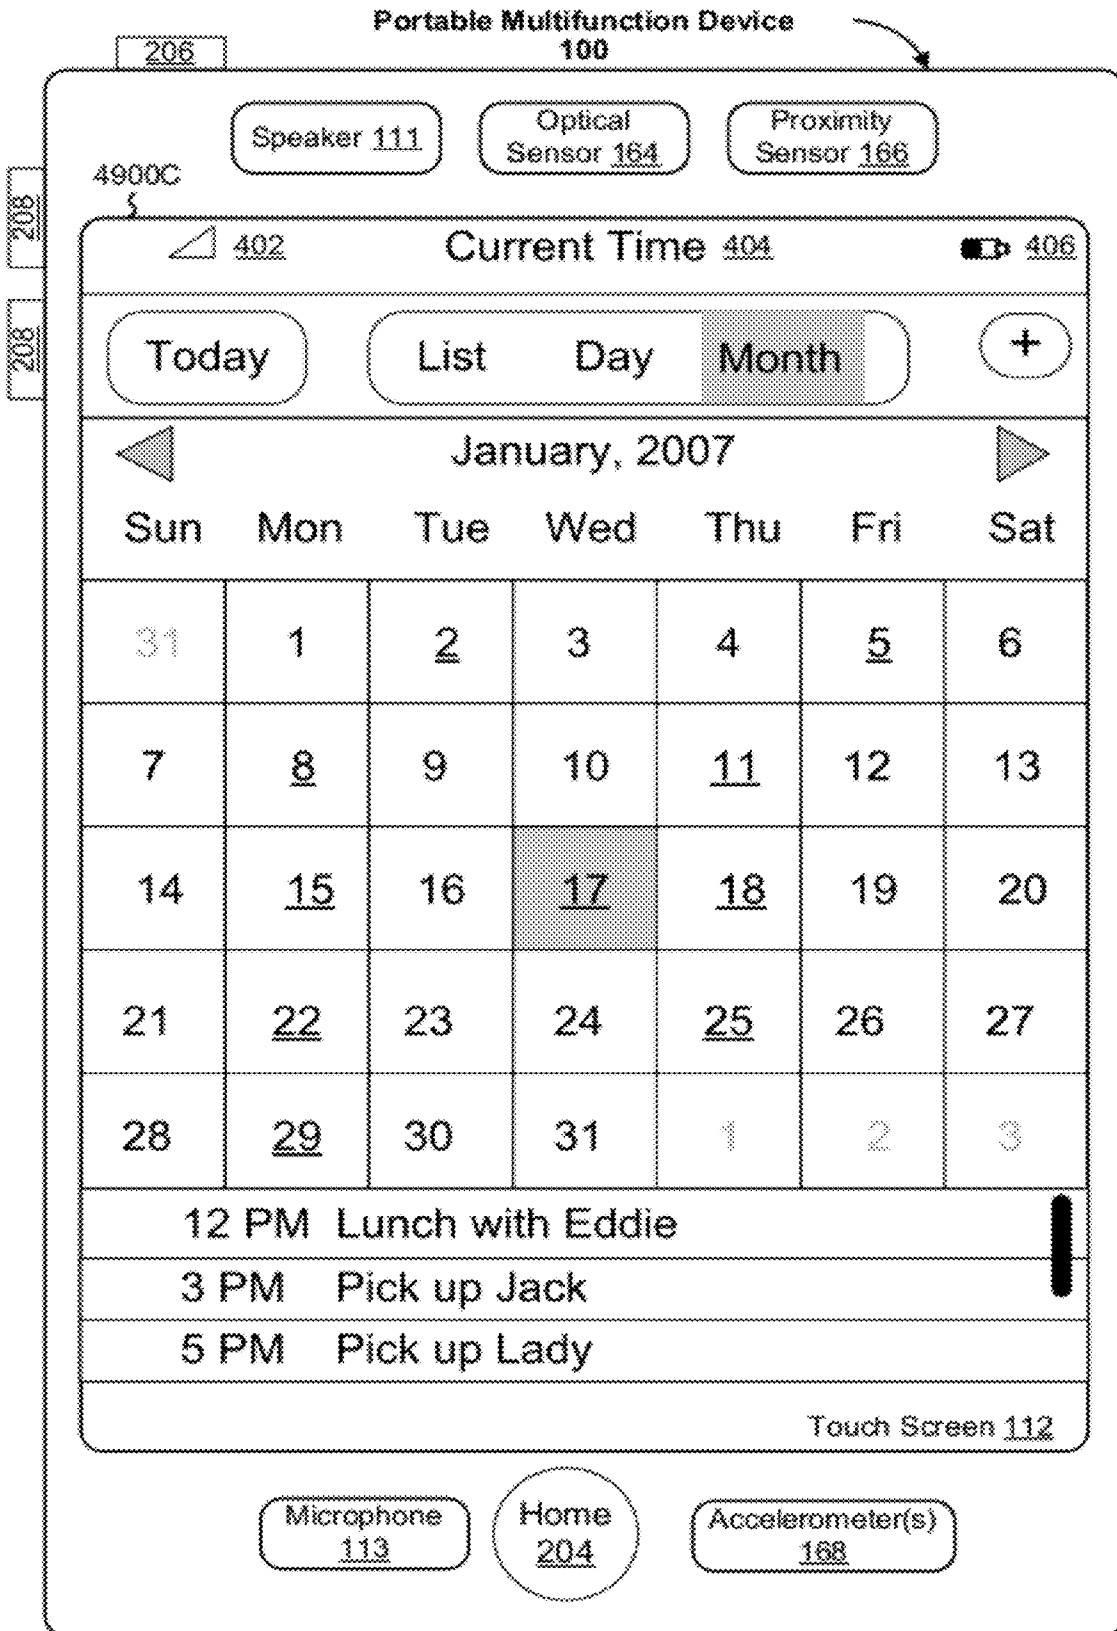 Portable Multifunction Device
100
206
Speaker 111
Optical
Sensor 164
Proximity
Sensor 166
4900C
208
208
402 Current Time 404 406
Today List Day Month +
January, 2007
Sun Mon Tue Wed Thu Fri Sat
31 1 2 3 4 5 6
7 8 9 10 11 12 13
14 15 16 17 18 19 20
21 22 23 24 25 26 27
28 29 30 31 1 2 3
12 PM Lunch with Eddie
3 PM Pick up Jack
5 PM Pick up Lady
Touch Screen 112
Microphone
113
Home
204
Accelerometer(s)
168